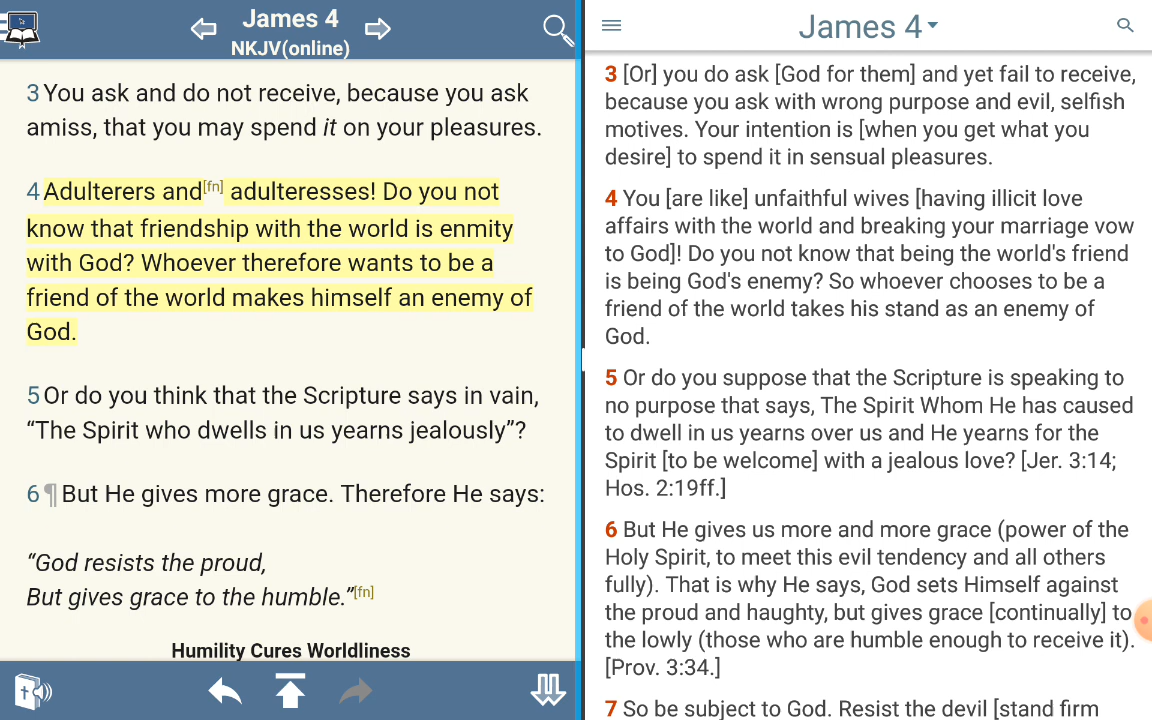 James 4
NKJV(online)
3 You ask and do not receive, because you ask
amiss, that you may spend it on your pleasures.
4 Adulterers and[fn] adulteresses! Do you not
know that friendship with the world is enmity
with God? Whoever therefore wants to be a
friend of the world makes himself an enemy of
God.
5 Or do you think that the Scripture says in vain,
“The Spirit who dwells in us yearns jealously”?
6 ¶ But He gives more grace. Therefore He says:
“God resists the proud,
But gives grace to the humble.”[fn]
Humility Cures Worldliness
James 4
3 [Or] you do ask [God for them] and yet fail to receive,
because you ask with wrong purpose and evil, selfish
motives. Your intention is [when you get what you
desire] to spend it in sensual pleasures.
4 You [are like] unfaithful wives [having illicit love
affairs with the world and breaking your marriage vow
to God]! Do you not know that being the world's friend
is being God's enemy? So whoever chooses to be a
friend of the world takes his stand as an enemy of
God.
5 Or do you suppose that the Scripture is speaking to
no purpose that says, The Spirit Whom He has caused
to dwell in us yearns over us and He yearns for the
Spirit [to be welcome] with a jealous love? [Jer. 3:14;
Hos. 2:19ff.]
6 But He gives us more and more grace (power of the
Holy Spirit, to meet this evil tendency and all others
fully). That is why He says, God sets Himself against
the proud and haughty, but gives grace [continually] to
the lowly (those who are humble enough to receive it).
[Prov. 3:34.]
7 So be subject to God. Resist the devil [stand firm